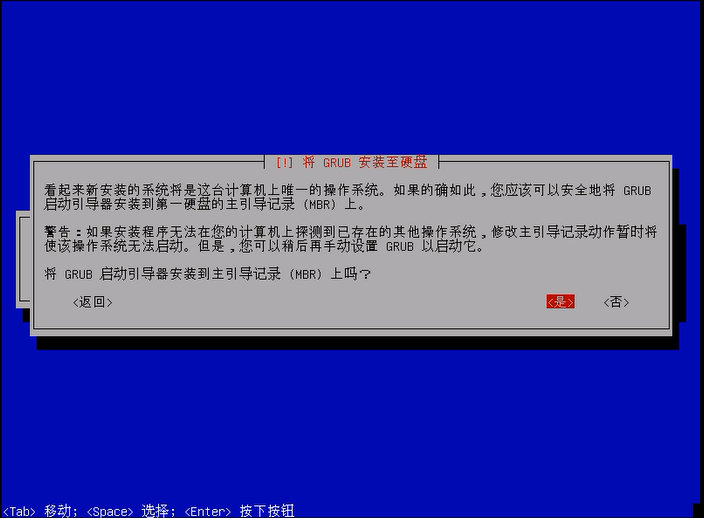 [!] 将 GRUB 安装至硬盘
看起来新安装的系统将是这台计算机上唯一的操作系统。如果的确如此，您应该可以安全地将 GRUB
启动引导器安装到第一硬盘的主引导记录 (MBR) 上。
警告：如果安装程序无法在您的计算机上探测到已存在的其他操作系统，修改主引导记录动作暂时将
使该操作系统无法启动。但是，您可以稍后再手动设置 GRUB 以启动它。
将 GRUB 启动引导器安装到主引导记录 (MBR) 上吗？
<返回> <是> <否>
<Tab> 移动; <Space> 选择; <Enter> 按下按钮